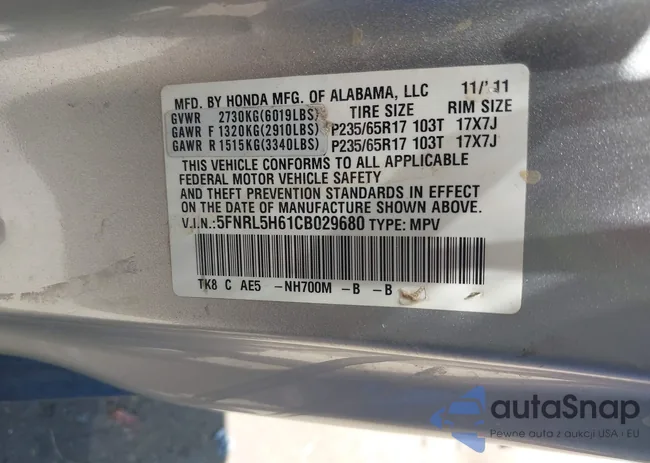 MFD. BY HONDA MFG. OF ALABAMA, LLC 11/'11
GVWR 2730KG(6019LBS) TIRE SIZE RIM SIZE
GAWR F 1320KG(2910LBS) P235/65R17 103T 17X7J
GAWR R 1515KG(3340LBS) P235/65R17 103T 17X7J
THIS VEHICLE CONFORMS TO ALL APPLICABLE
FEDERAL MOTOR VEHICLE SAFETY
AND THEFT PREVENTION STANDARDS IN EFFECT
ON THE DATE OF MANUFACTURE SHOWN ABOVE.
V.I.N.:5FNRL5H61CB029680 TYPE: MPV
TK8 C AE5 -NH700M -B -B
autaSnap
Pewne auta z aukcji USA i EU